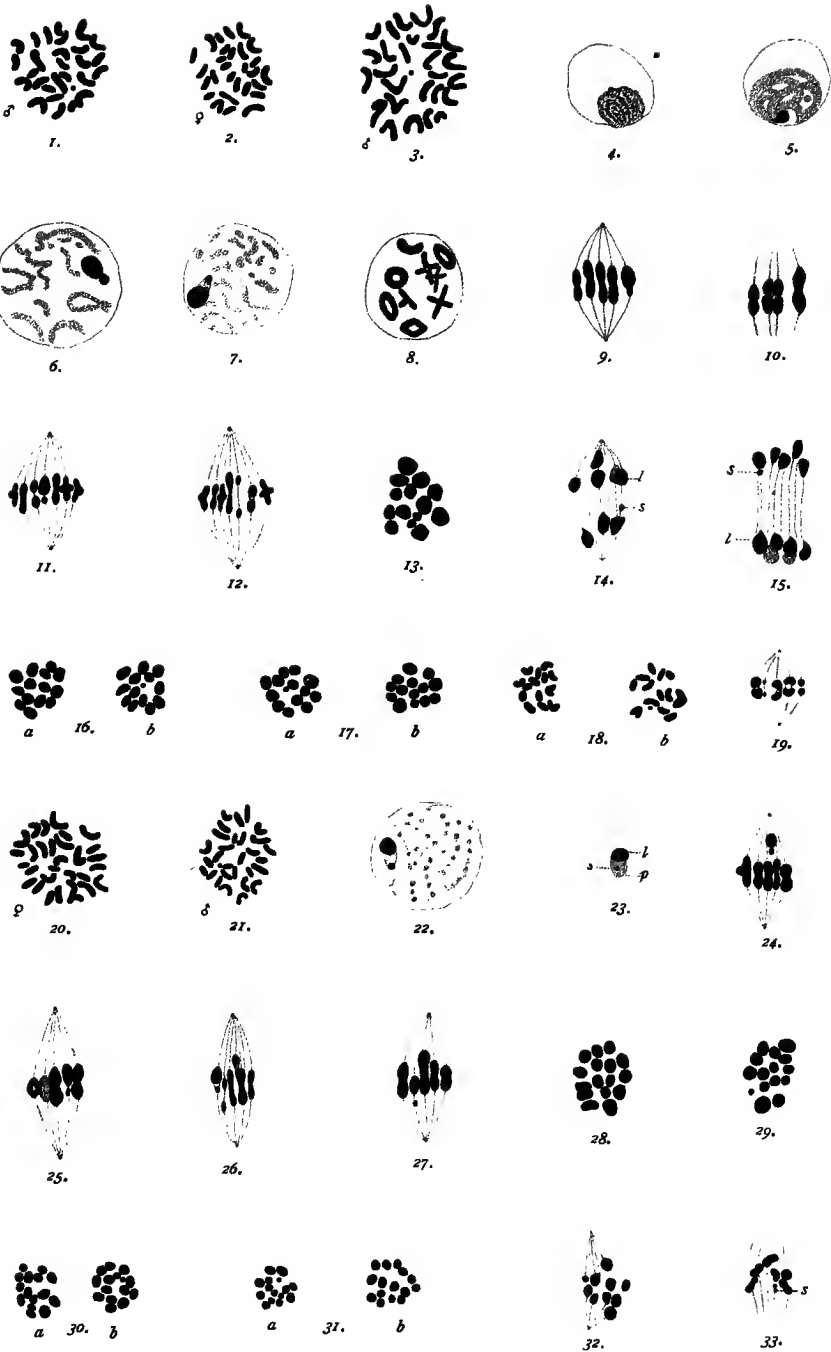 ♂ ♀ ♂
1. 2. 3. 4. 5.
6. 7. 8. 9. 10.
l s s l
11. 12. 13. 14. 15.
a 16. b a 17. b a 18. b 19.
♀ ♂ s l p
20. 21. 22. 23. 24.
25. 26. 27. 28. 29.
s
a 30. b a 31. b 32. 33.